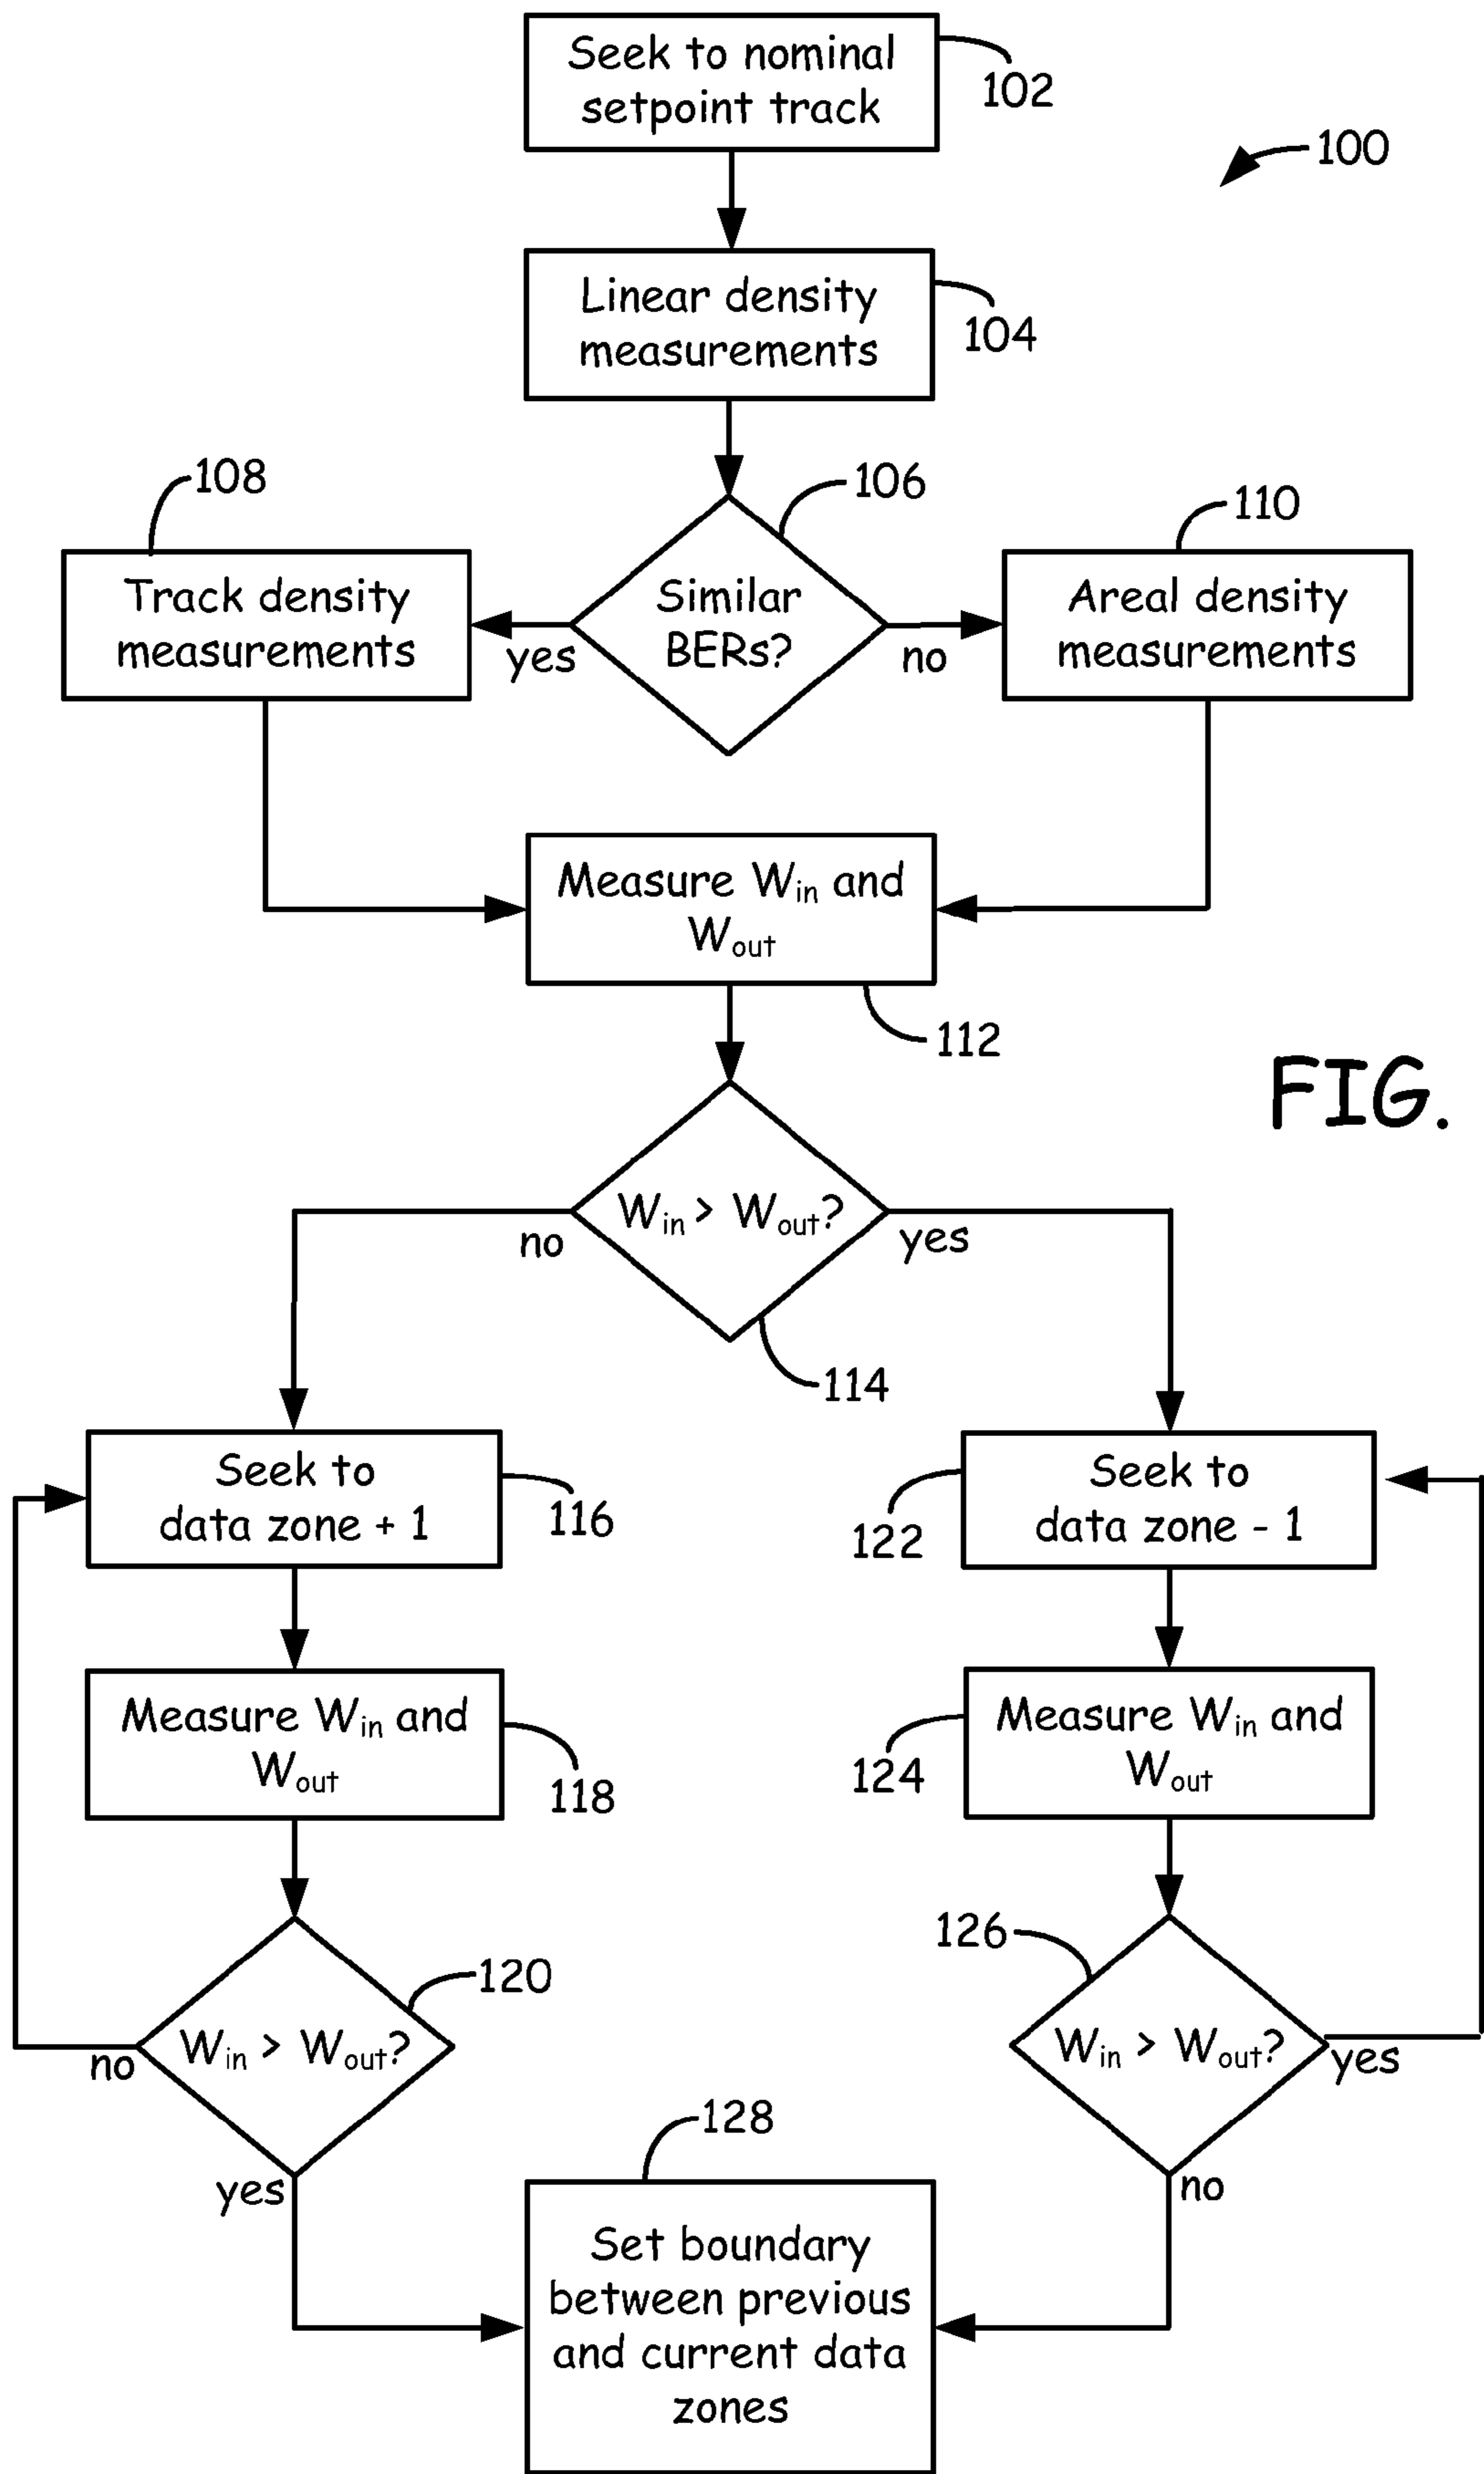 Seek to nominal
setpoint track
102
100
Linear density
measurements
104
108
106
110
Track density
measurements
Similar
BERs?
Areal density
measurements
yes
no
Measure Win and
Wout
112
FIG.
Win > Wout?
no
yes
114
Seek to
data zone + 1
116
Seek to
data zone - 1
122
Measure Win and
Wout
118
Measure Win and
Wout
124
120
126
Win > Wout?
no
yes
Win > Wout?
yes
no
128
Set boundary
between previous
and current data
zones